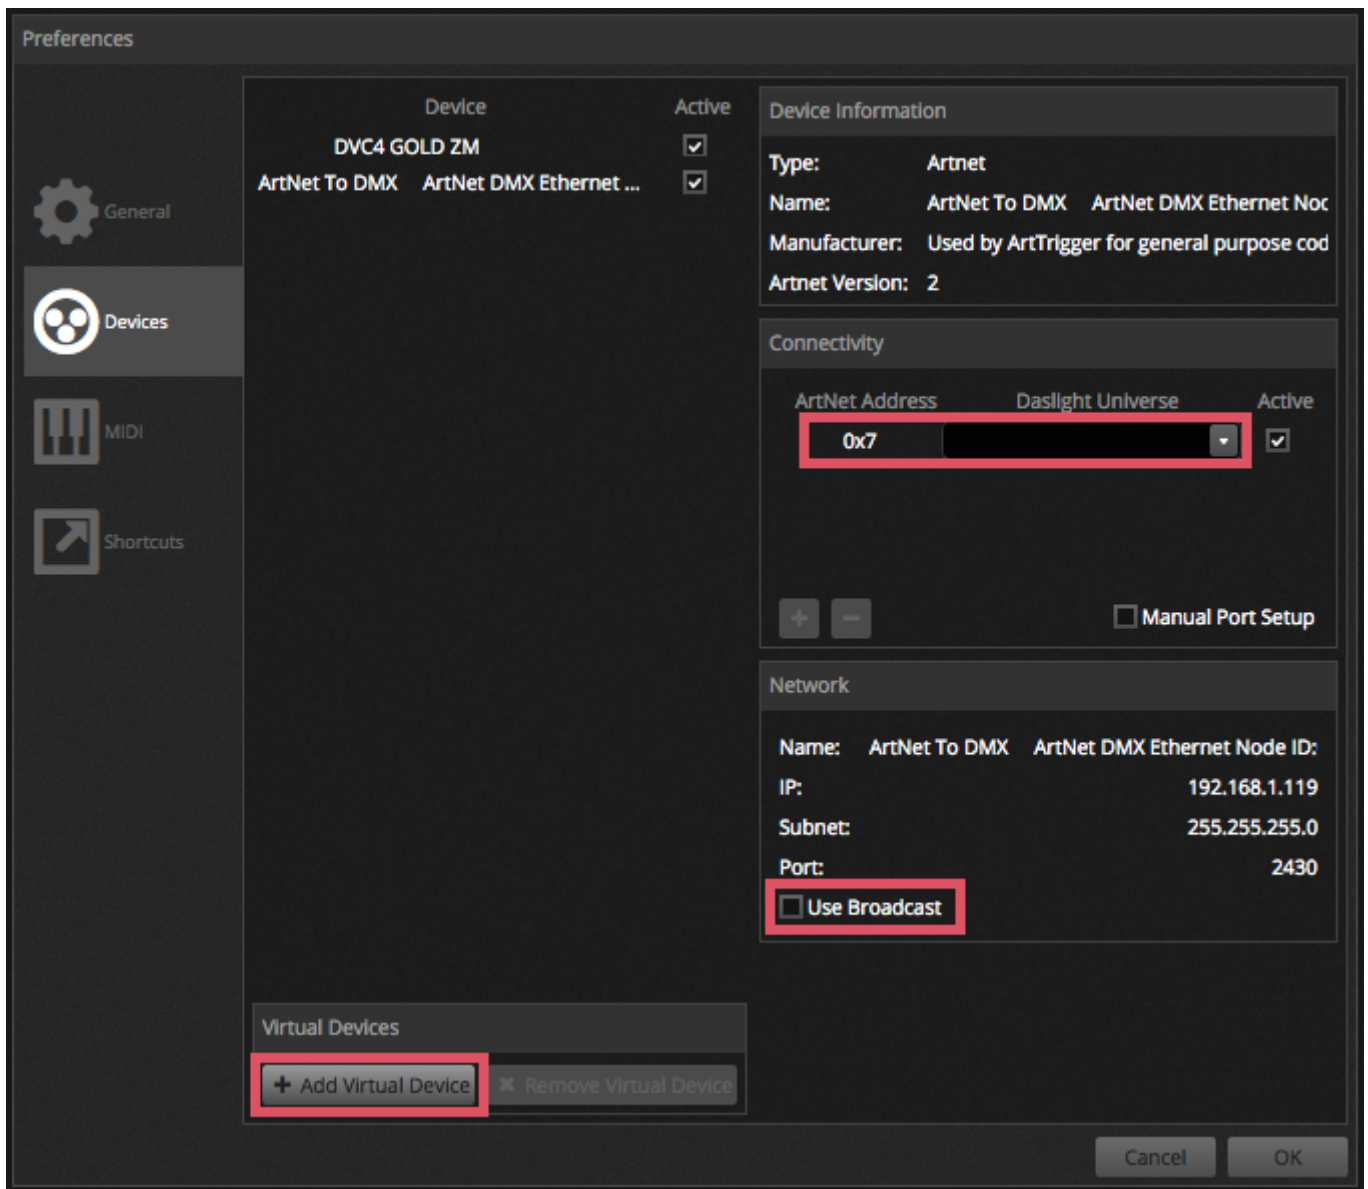 Preferences
General
Devices
MIDI
Shortcuts
Device Active
DVC4 GOLD ZM
ArtNet To DMX ArtNet DMX Ethernet ...
Virtual Devices
+ Add Virtual Device
× Remove Virtual Device
Device Information
Type: Artnet
Name: ArtNet To DMX ArtNet DMX Ethernet Noc
Manufacturer: Used by ArtTrigger for general purpose cod
Artnet Version: 2
Connectivity
ArtNet Address Daslight Universe Active
0x7
+ −
Manual Port Setup
Network
Name: ArtNet To DMX ArtNet DMX Ethernet Node ID:
IP: 192.168.1.119
Subnet: 255.255.255.0
Port: 2430
Use Broadcast
Cancel OK